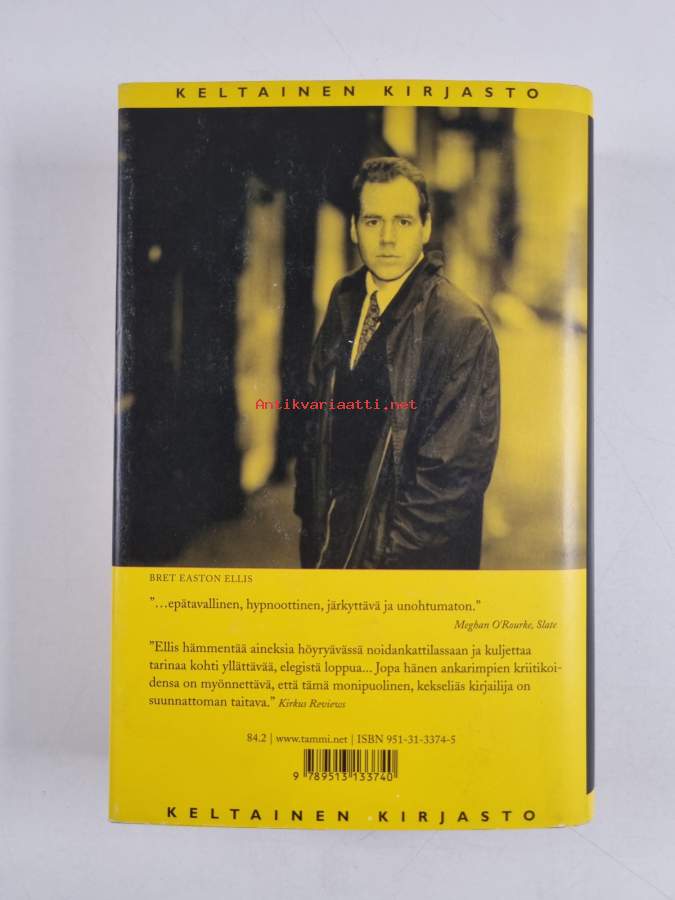 KELTAINEN KIRJASTO
Antikvariaatti.net
BRET EASTON ELLIS
”...epätavallinen, hypnoottinen, järkyttävä ja unohtumaton.”
Meghan O'Rourke, Slate
”Ellis hämmentää aineksia höyryävässä noidankattilassaan ja kuljettaa
tarinaa kohti yllättävää, elegistä loppua... Jopa hänen ankarimpien kriitikoi-
densa on myönnettävä, että tämä monipuolinen, kekseliäs kirjailija on
suunnattoman taitava.” Kirkus Reviews
84.2 | www.tammi.net | ISBN 951-31-3374-5
9 789513 133740
KELTAINEN KIRJASTO